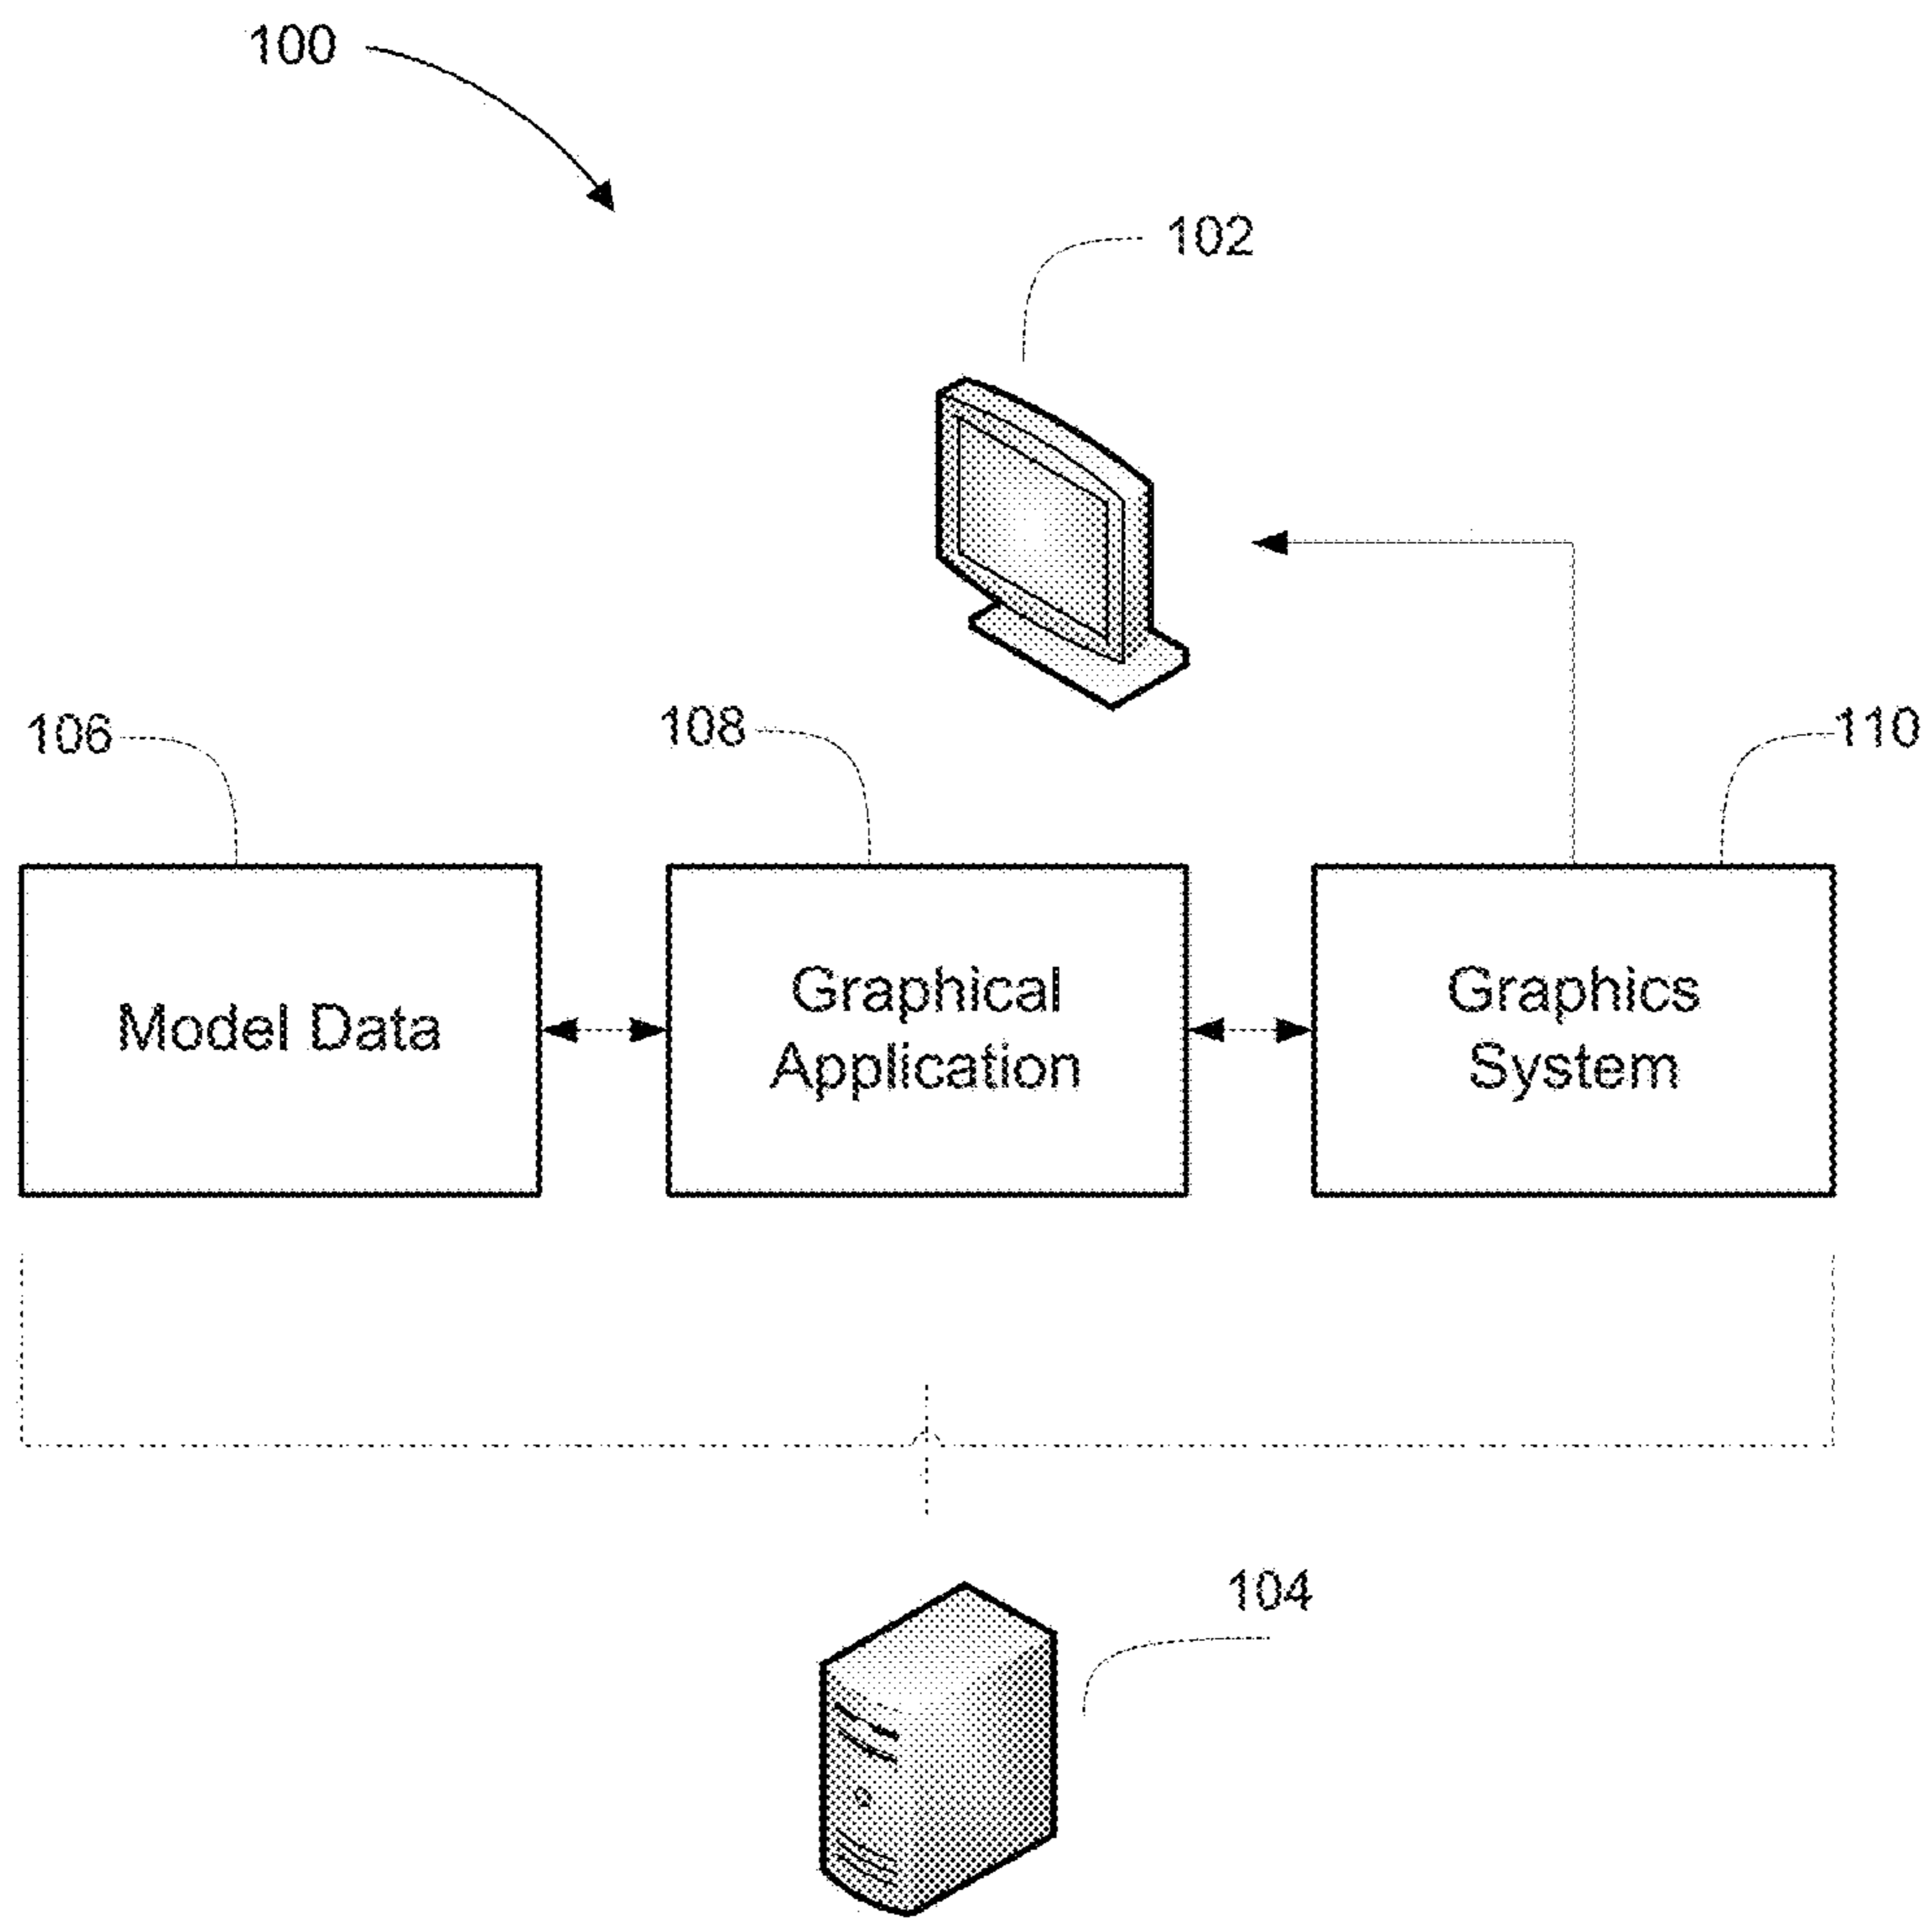 100
102
106
108
110
Model Data
Graphical
Application
Graphics
System
104